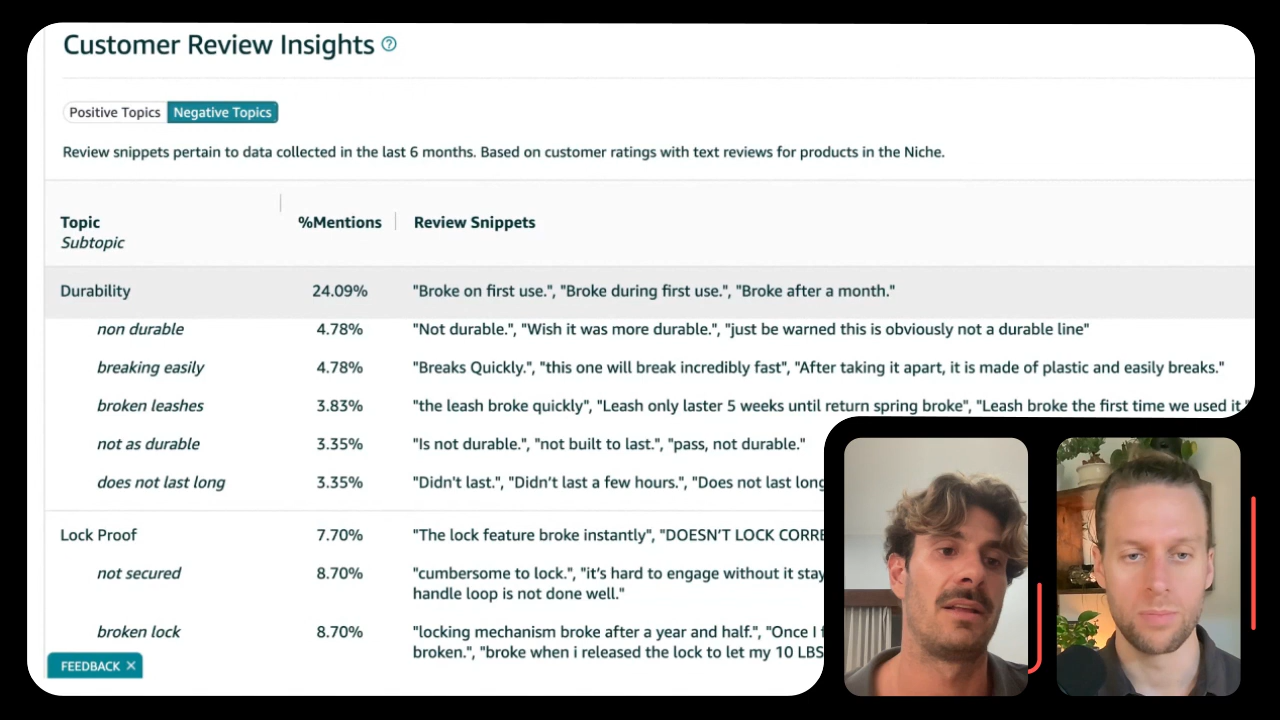 Customer Review Insights ?
Positive Topics Negative Topics
Review snippets pertain to data collected in the last 6 months. Based on customer ratings with text reviews for products in the Niche.
Topic %Mentions Review Snippets
Subtopic
Durability 24.09% "Broke on first use.", "Broke during first use.", "Broke after a month."
non durable 4.78% "Not durable.", "Wish it was more durable.", "just be warned this is obviously not a durable line"
breaking easily 4.78% "Breaks Quickly.", "this one will break incredibly fast", "After taking it apart, it is made of plastic and easily breaks."
broken leashes 3.83% "the leash broke quickly", "Leash only laster 5 weeks until return spring broke", "Leash broke the first time we used it."
not as durable 3.35% "Is not durable.", "not built to last.", "pass, not durable."
does not last long 3.35% "Didn't last.", "Didn’t last a few hours.", "Does not last long
Lock Proof 7.70% "The lock feature broke instantly", "DOESN’T LOCK CORRE
not secured 8.70% "cumbersome to lock.", "it’s hard to engage without it stay
handle loop is not done well."
broken lock 8.70% "locking mechanism broke after a year and half.", "Once I
broken.", "broke when i released the lock to let my 10 LBS
FEEDBACK ×